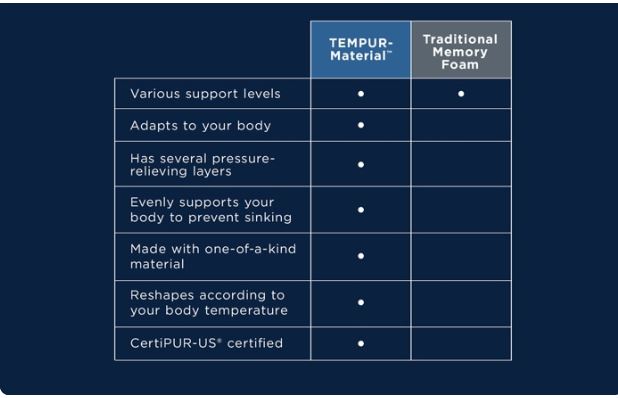 TEMPUR-
Material™
Traditional
Memory
Foam
Various support levels
Adapts to your body
Has several pressure-
relieving layers
Evenly supports your
body to prevent sinking
Made with one-of-a-kind
material
Reshapes according to
your body temperature
CertiPUR-US® certified